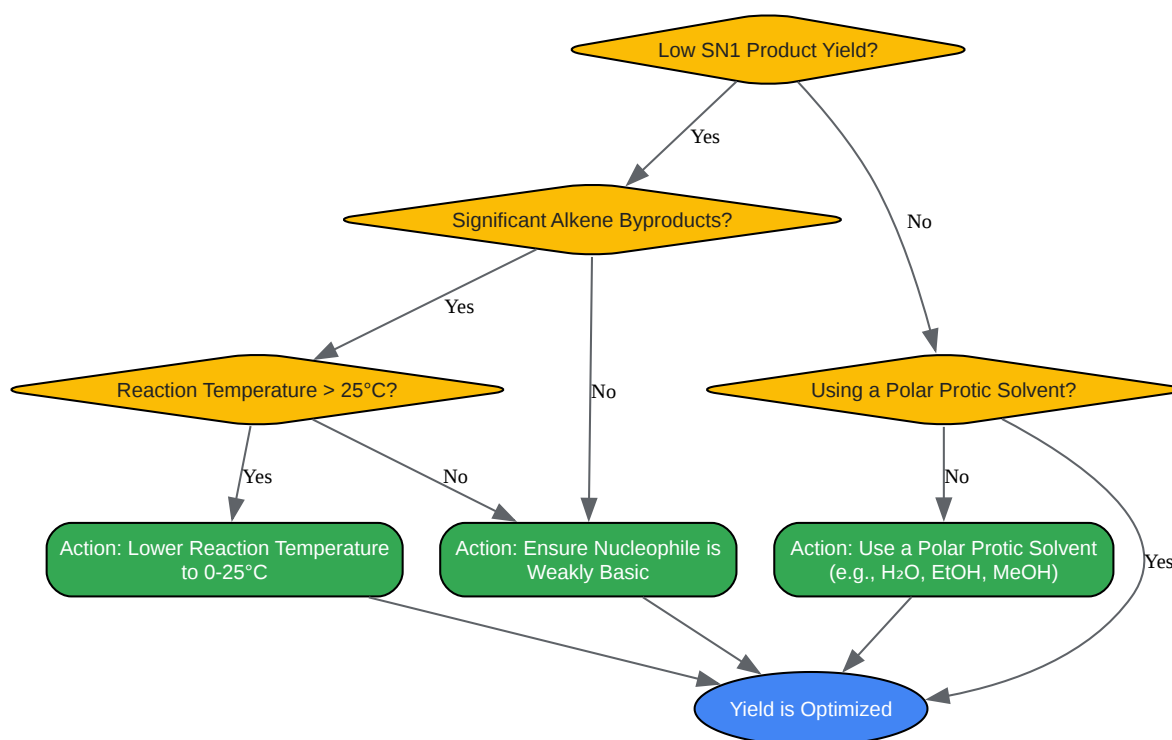 Low SN1 Product Yield?
Yes
Significant Alkene Byproducts?
No
Yes
Reaction Temperature > 25°C?
No
Using a Polar Protic Solvent?
Yes
No
No
Action: Lower Reaction Temperature
to 0-25°C
Action: Ensure Nucleophile is
Weakly Basic
Action: Use a Polar Protic Solvent
(e.g., H₂O, EtOH, MeOH)
Yes
Yield is Optimized